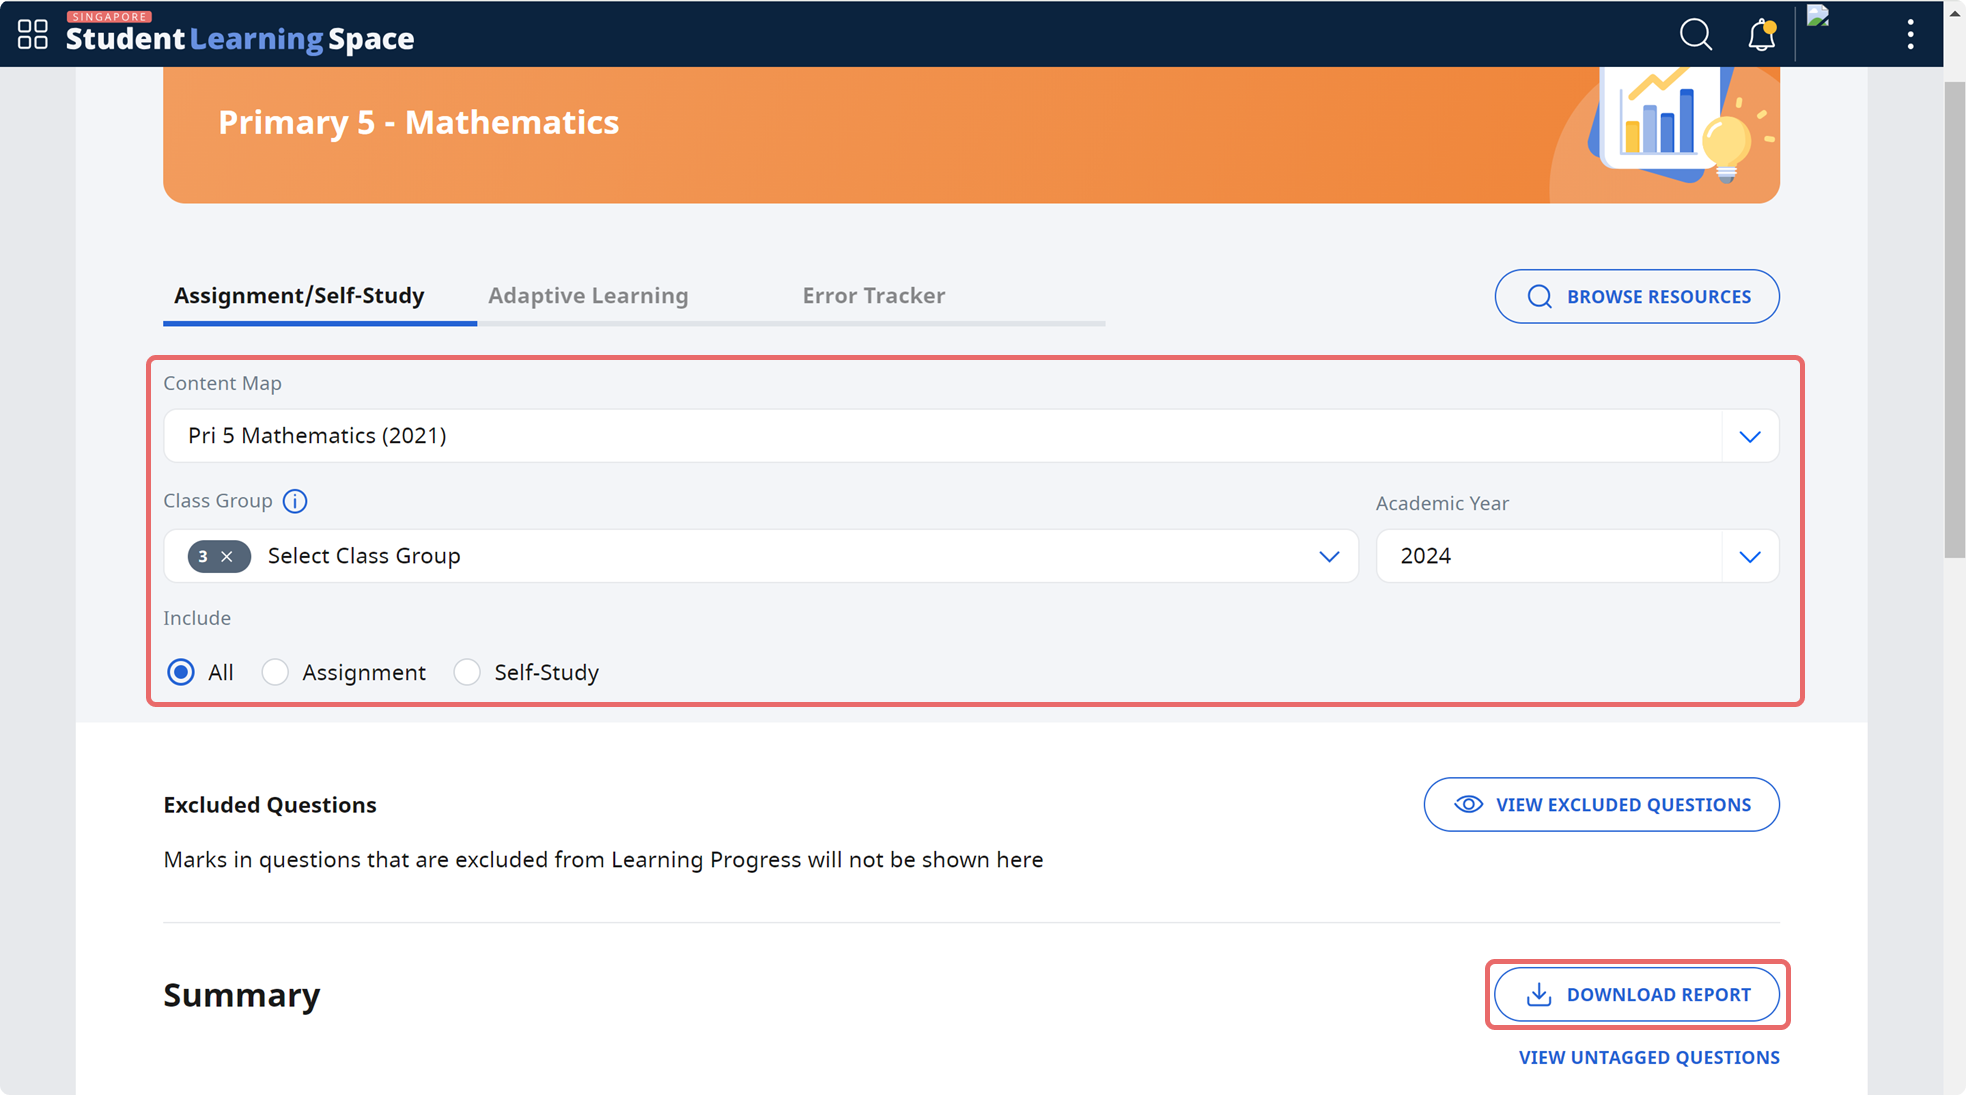 SINGAPORE
Student Learning Space
Primary 5 - Mathematics
Assignment/Self-Study Adaptive Learning Error Tracker BROWSE RESOURCES
Content Map
Pri 5 Mathematics (2021)
Class Group i Academic Year
3 × Select Class Group 2024
Include
All Assignment Self-Study
Excluded Questions VIEW EXCLUDED QUESTIONS
Marks in questions that are excluded from Learning Progress will not be shown here
Summary DOWNLOAD REPORT
VIEW UNTAGGED QUESTIONS